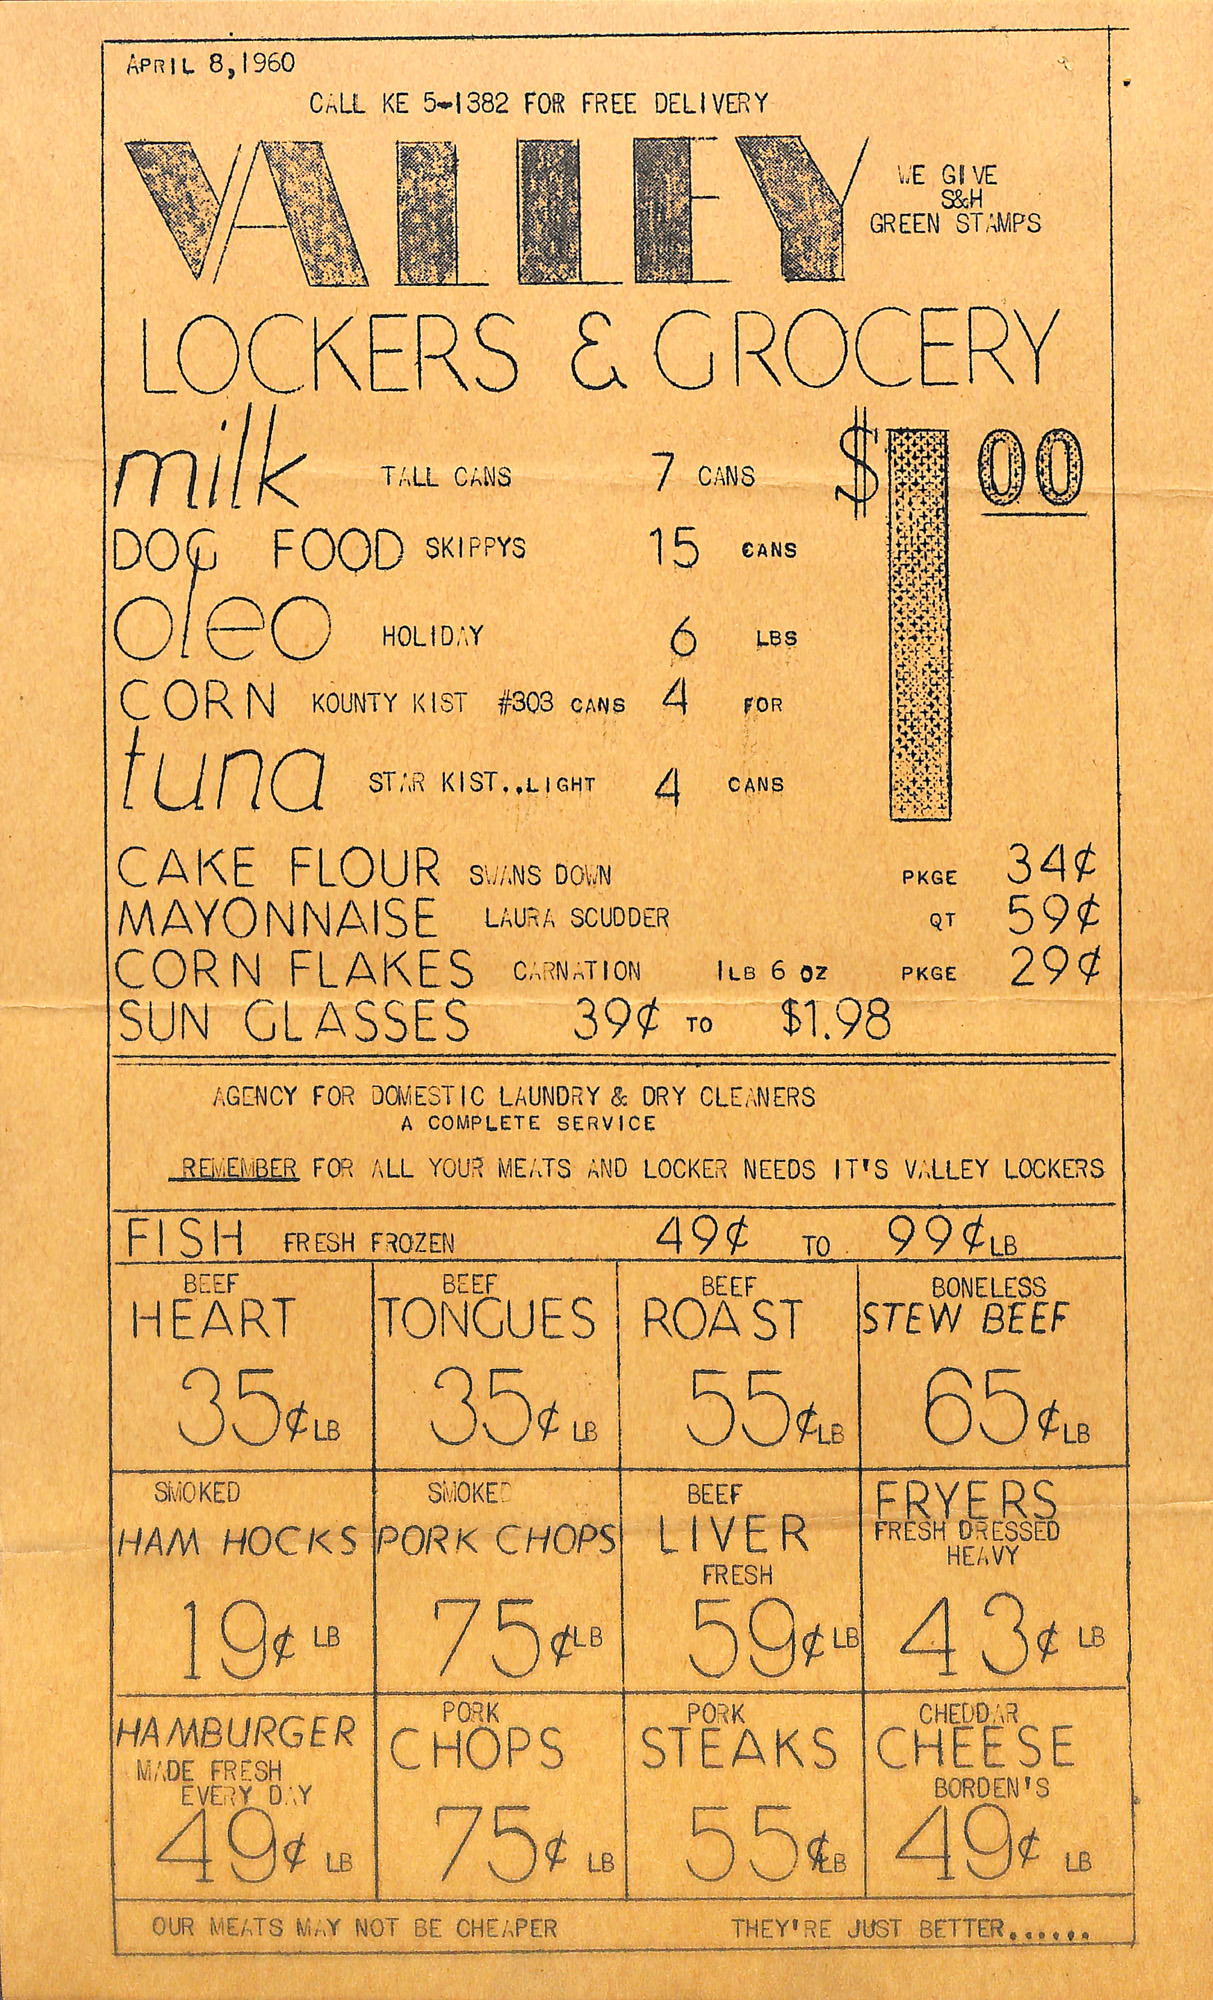 APRIL 8,1960
CALL KE 5-1382 FOR FREE DELIVERY
VALLEY
WE GIVE
S&H
GREEN STAMPS
LOCKERS & GROCERY
milk TALL CANS 7 CANS $1 00
DOG FOOD SKIPPYS 15 CANS
oleo HOLIDAY 6 LBS
CORN KOUNTY KIST #303 CANS 4 FOR
tuna STAR KIST..LIGHT 4 CANS
CAKE FLOUR SWANS DOWN PKGE 34¢
MAYONNAISE LAURA SCUDDER QT 59¢
CORN FLAKES CARNATION 1LB 6 OZ PKGE 29¢
SUN GLASSES 39¢ TO $1.98
AGENCY FOR DOMESTIC LAUNDRY & DRY CLEANERS
A COMPLETE SERVICE
REMEMBER FOR ALL YOUR MEATS AND LOCKER NEEDS IT'S VALLEY LOCKERS
FISH FRESH FROZEN 49¢ TO 99¢ LB
BEEF
HEART
35¢ LB
BEEF
TONGUES
35¢ LB
BEEF
ROAST
55¢ LB
BONELESS
STEW BEEF
65¢ LB
SMOKED
HAM HOCKS
19¢ LB
SMOKED
PORK CHOPS
75¢ LB
BEEF
LIVER
FRESH
59¢ LB
FRYERS
FRESH DRESSED
HEAVY
43¢ LB
HAMBURGER
MADE FRESH
EVERY DAY
49¢ LB
PORK
CHOPS
75¢ LB
PORK
STEAKS
55¢ LB
CHEDDAR
CHEESE
BORDEN'S
49¢ LB
OUR MEATS MAY NOT BE CHEAPER THEY'RE JUST BETTER......